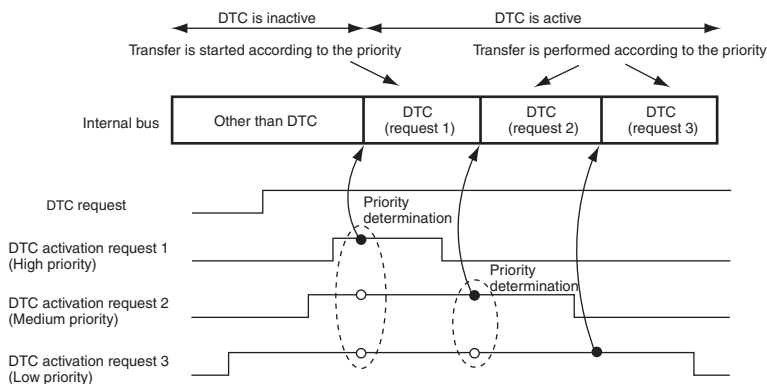 DTC is inactive
DTC is active
Transfer is started according to the priority
Transfer is performed according to the priority
Internal bus
Other than DTC
DTC
(request 1)
DTC
(request 2)
DTC
(request 3)
DTC request
Priority
determination
DTC activation request 1
(High priority)
Priority
determination
DTC activation request 2
(Medium priority)
DTC activation request 3
(Low priority)